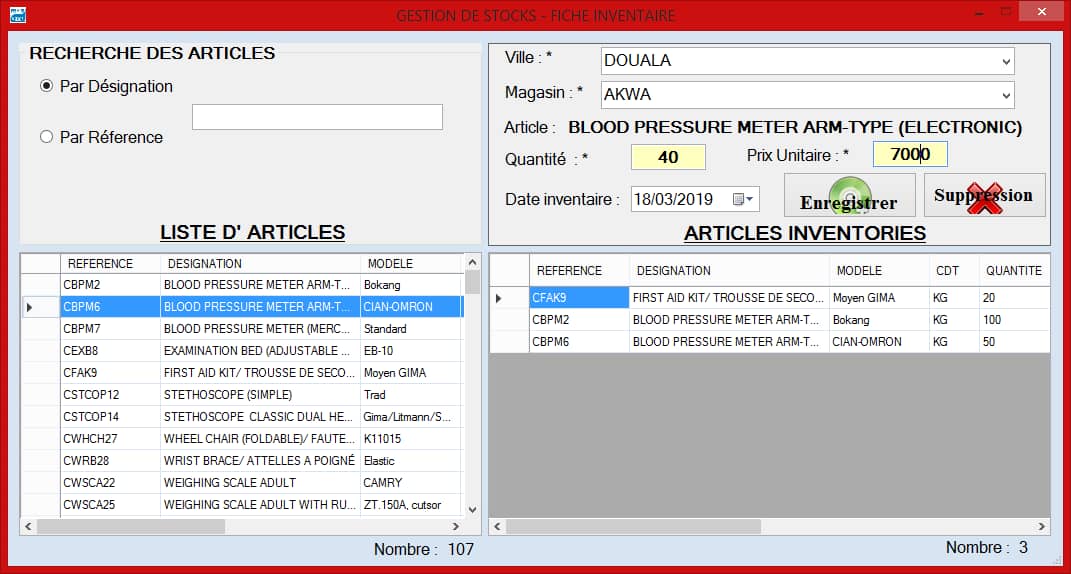 GESTION DE STOCKS - FICHE INVENTAIRE
RECHERCHE DES ARTICLES
Par Désignation
Par Réference
LISTE D' ARTICLES
Ville : * DOUALA
Magasin : * AKWA
Article : BLOOD PRESSURE METER ARM-TYPE (ELECTRONIC)
Quantité : * 40 Prix Unitaire : * 7000
Date inventaire : 18/03/2019 Enregistrer Suppression
ARTICLES INVENTORIES
REFERENCE DESIGNATION MODELE
CBPM2 BLOOD PRESSURE METER ARM-T... Bokang
CBPM6 BLOOD PRESSURE METER ARM-T... CIAN-OMRON
CBPM7 BLOOD PRESSURE METER (MERC... Standard
CEXB8 EXAMINATION BED (ADJUSTABLE ... EB-10
CFAK9 FIRST AID KIT/ TROUSSE DE SECO... Moyen GIMA
CSTCOP12 STETHOSCOPE (SIMPLE) Trad
CSTCOP14 STETHOSCOPE CLASSIC DUAL HE... Gima/Litmann/S...
CWHCH27 WHEEL CHAIR (FOLDABLE)/ FAUTE... K11015
CWRB28 WRIST BRACE/ ATTELLES A POIGNÉ Elastic
CWSCA22 WEIGHING SCALE ADULT CAMRY
CWSCA25 WEIGHING SCALE ADULT WITH RU... ZT.150A, cutsor
Nombre : 107
REFERENCE DESIGNATION MODELE CDT QUANTITE
CFAK9 FIRST AID KIT/ TROUSSE DE SECO... Moyen GIMA KG 20
CBPM2 BLOOD PRESSURE METER ARM-T... Bokang KG 100
CBPM6 BLOOD PRESSURE METER ARM-T... CIAN-OMRON KG 50
Nombre : 3